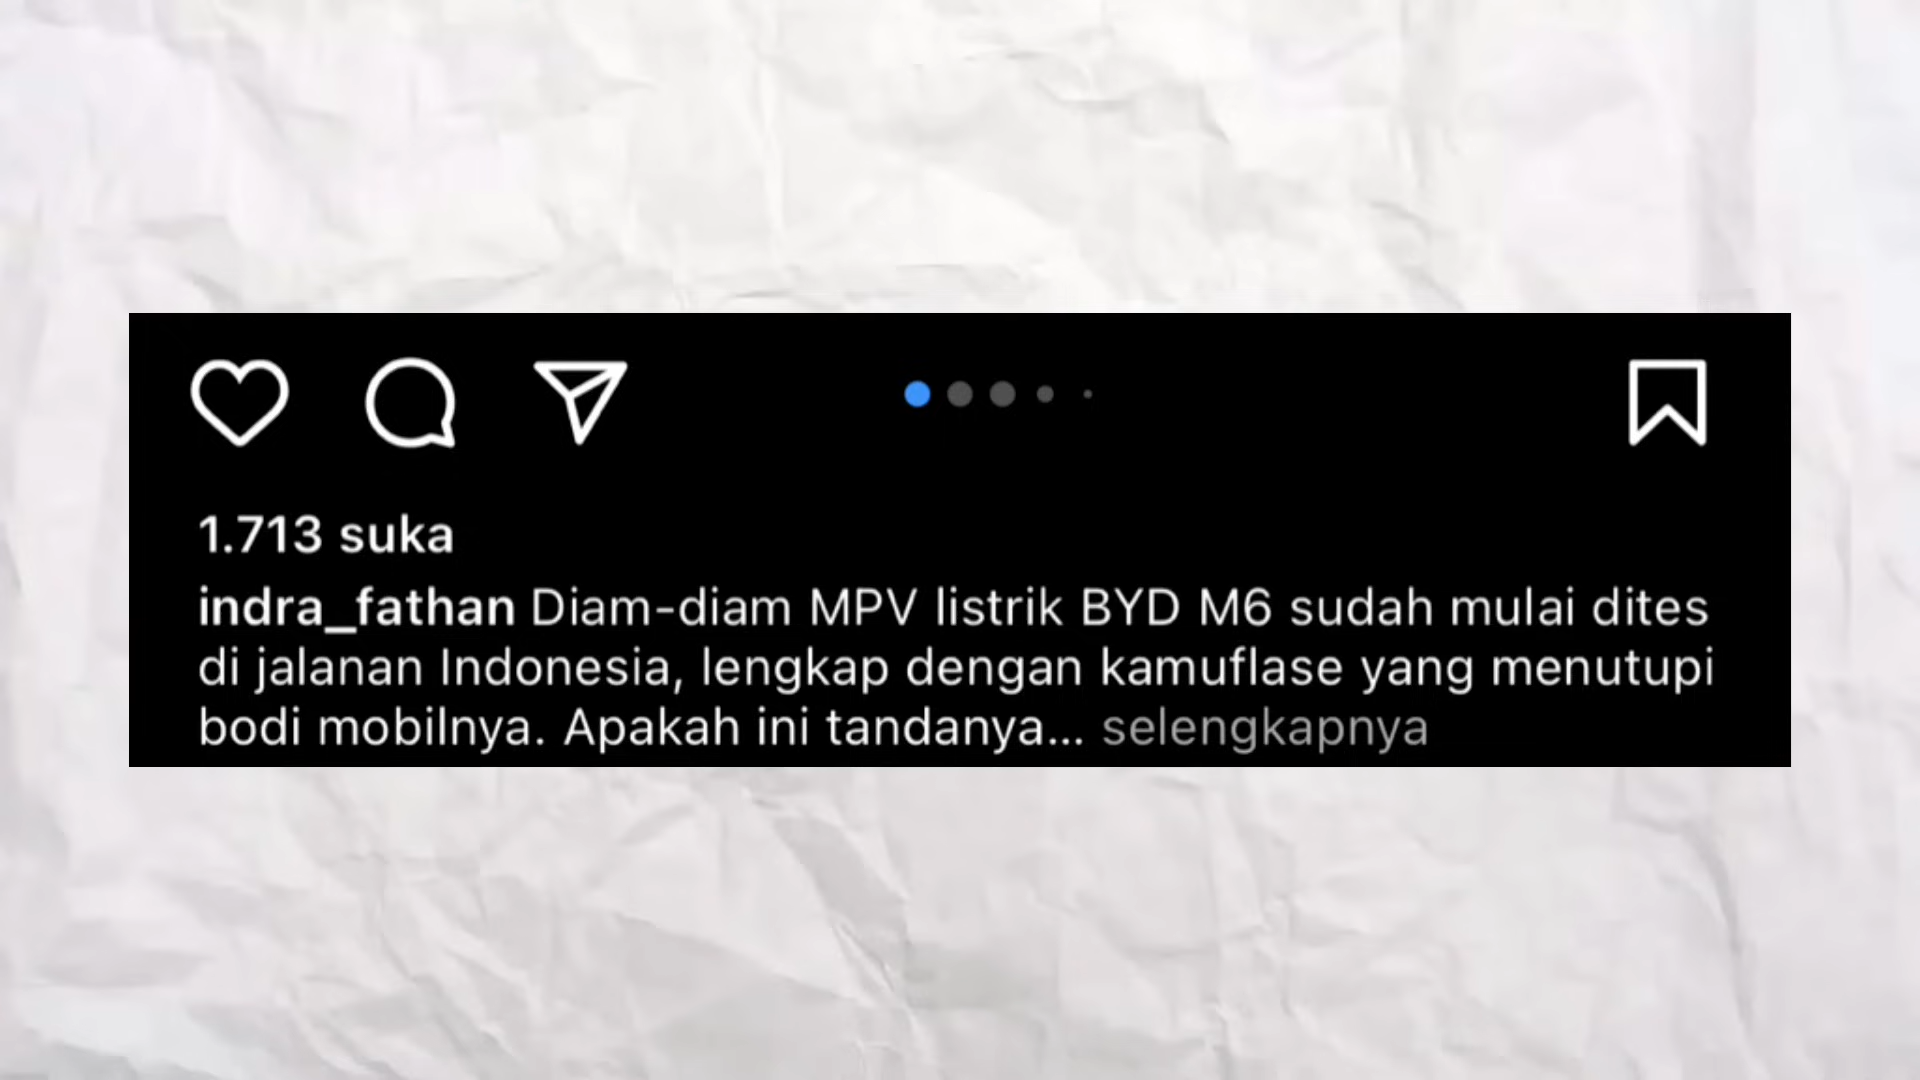 1.713 suka
indra_fathan Diam-diam MPV listrik BYD M6 sudah mulai dites
di jalanan Indonesia, lengkap dengan kamuflase yang menutupi
bodi mobilnya. Apakah ini tandanya... selengkapnya